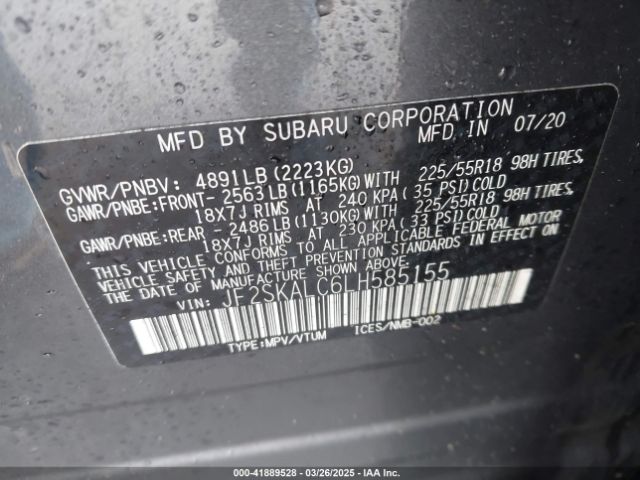 MFD BY SUBARU CORPORATION
MFD IN 07/20
GVWR/PNBV: 4891LB (2223KG)
GAWR/PNBE:FRONT- 2563LB (1165KG) WITH 225/55R18 98H TIRES,
18X7J RIMS AT 240 KPA (35 PSI) COLD
GAWR/PNBE:REAR - 2486LB (1130KG) WITH 225/55R18 98H TIRES,
18X7J RIMS AT 230 KPA (33 PSI) COLD
THIS VEHICLE CONFORMS TO ALL APPLICABLE FEDERAL MOTOR
VEHICLE SAFETY AND THEFT PREVENTION STANDARDS IN EFFECT ON
THE DATE OF MANUFACTURE SHOWN ABOVE.
VIN: JF2SKALC6LH585155
TYPE:MPV/VTUM ICES/NMB-002
000-41889528 - 03/26/2025 - IAA Inc.